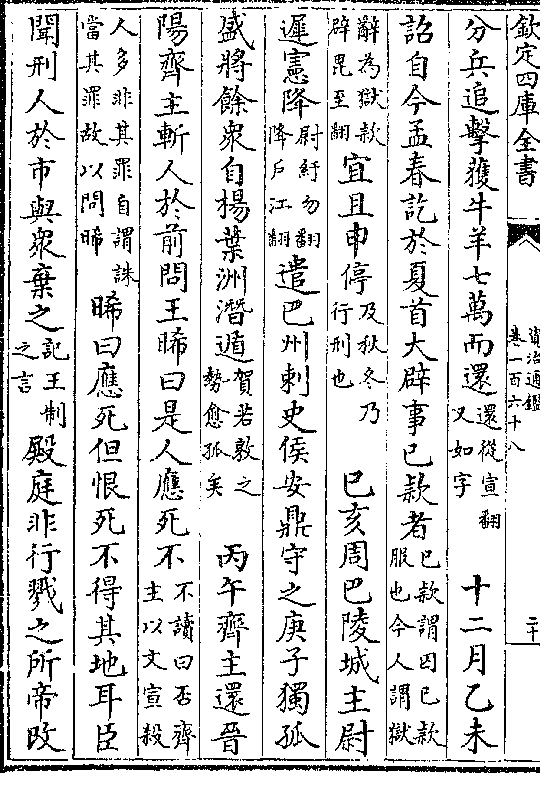 欽定四庫全書
資治通鑑
卷一百六十八
二十
分兵追擊獲牛羊七萬而還還從宣翻又如字十二月乙未
詔自今孟春訖於夏首大辟事已款者已款謂囚已款服也今人謂獄
辭為獄款辟毘至翻宜且申停及秋冬乃行刑也己亥周巴陵城主尉
遲憲降尉紆勿翻降戶江翻遣巴州刺史侯安鼎守之庚子獨孤
盛將餘衆自楊葉洲潛遁賀若敦之勢愈孤矣丙午齊主還晉
陽齊主斬人於前問王晞曰是人應死不不讀曰否齊主以文宣殺
人多非其罪自謂誅當其罪故以問晞晞曰應死但恨死不得其地耳臣
聞刑人於市與衆棄之記王制之言殿庭非行戮之所帝改